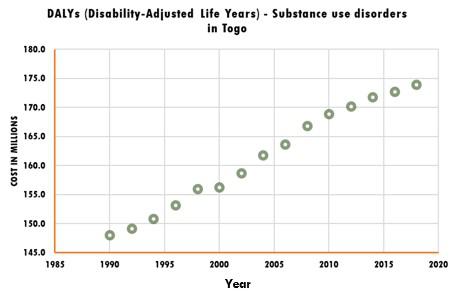 DALYs (Disability-Adjusted Life Years) - Substance use disorders
in Togo
180.0
175.0
170.0
165.0
160.0
155.0
150.0
145.0
COST IN MILLIONS
1985 1990 1995 2000 2005 2010 2015 2020
Year